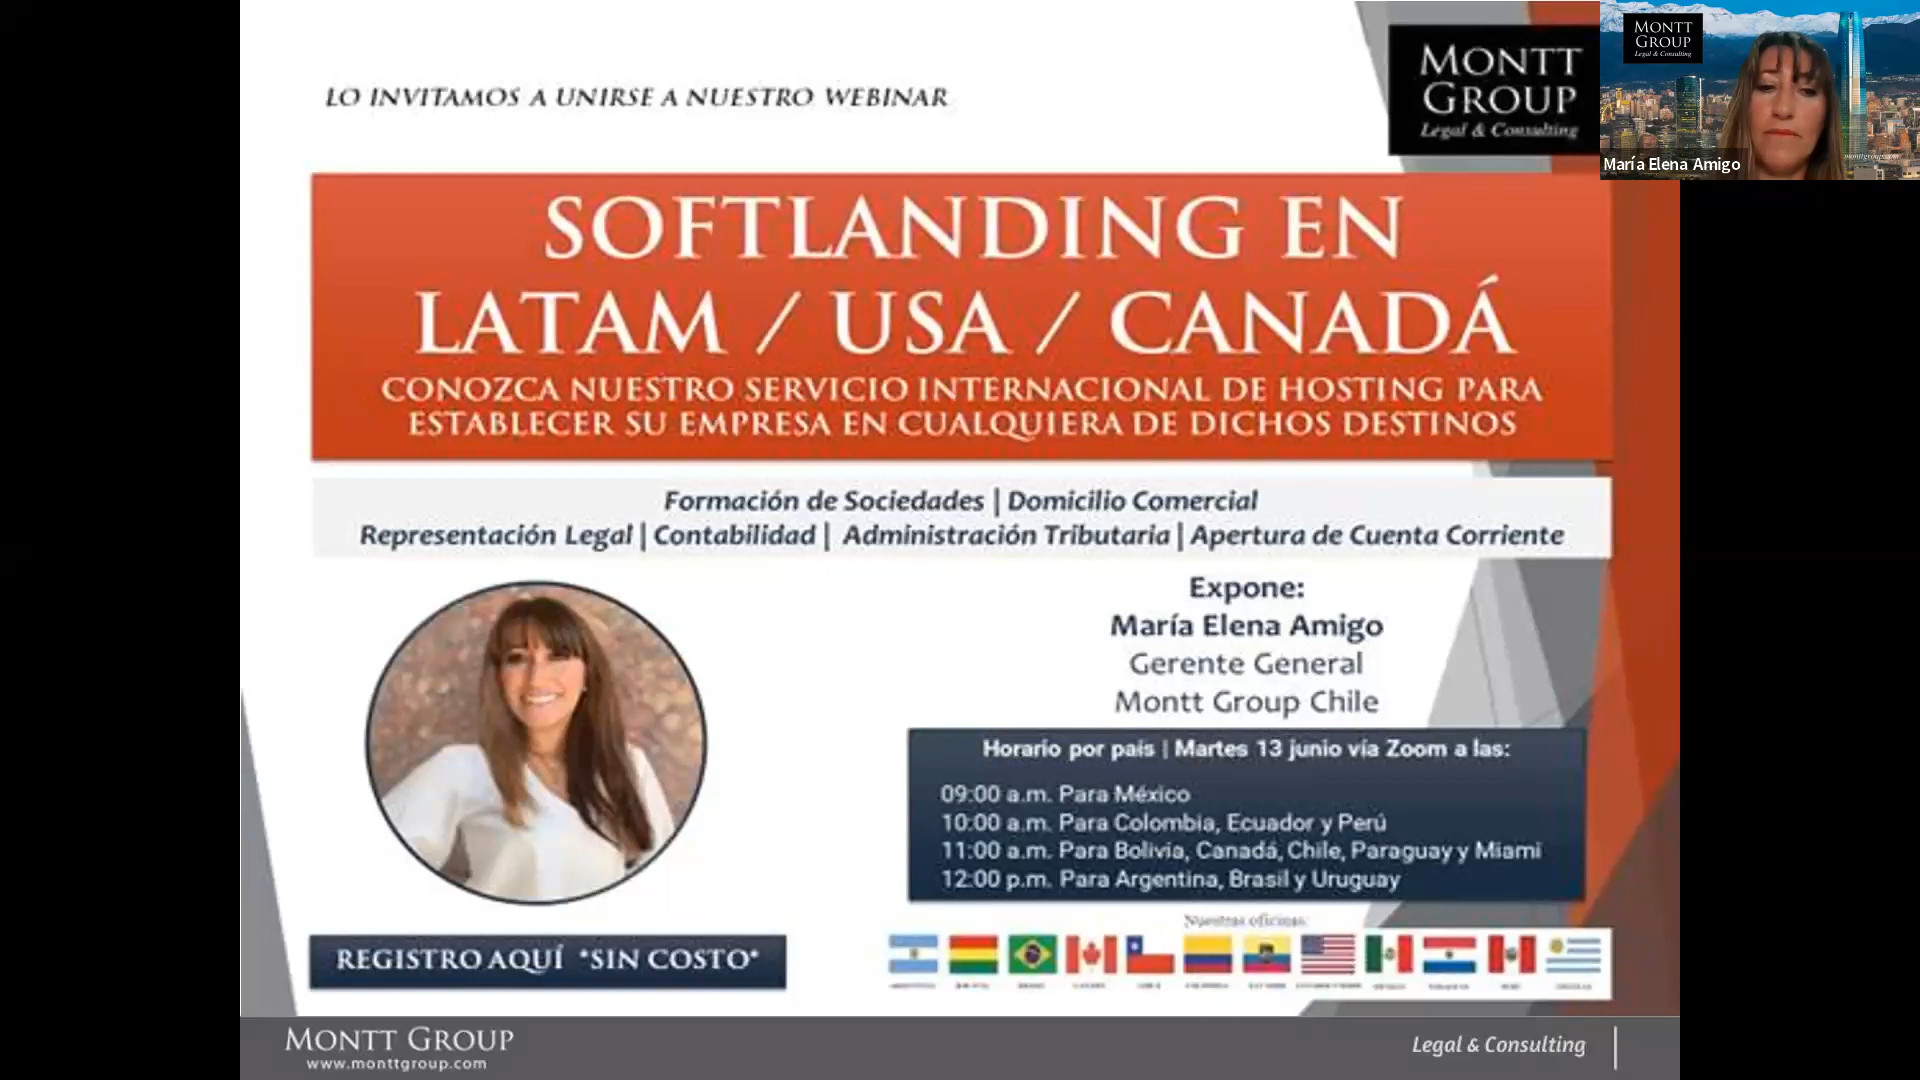 LO INVITAMOS A UNIRSE A NUESTRO WEBINAR
MONTT
GROUP
Legal & Consulting
MONTT
GROUP
Legal & Consulting
María Elena Amigo
SOFTLANDING EN
LATAM / USA / CANADÁ
CONOZCA NUESTRO SERVICIO INTERNACIONAL DE HOSTING PARA
ESTABLECER SU EMPRESA EN CUALQUIERA DE DICHOS DESTINOS
Formación de Sociedades | Domicilio Comercial
Representación Legal | Contabilidad | Administración Tributaria | Apertura de Cuenta Corriente
Expone:
María Elena Amigo
Gerente General
Montt Group Chile
Horario por país | Martes 13 junio vía Zoom a las:
09:00 a.m. Para México
10:00 a.m. Para Colombia, Ecuador y Perú
11:00 a.m. Para Bolivia, Canadá, Chile, Paraguay y Miami
12:00 p.m. Para Argentina, Brasil y Uruguay
Nuestras oficinas:
REGISTRO AQUÍ *SIN COSTO*
MONTT GROUP
www.monttgroup.com
Legal & Consulting